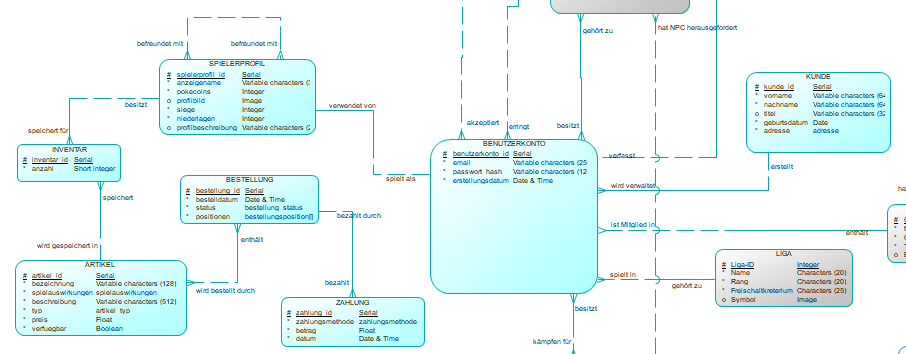 gehört zu
hat NPC herausgefordert
befreundet mit
befreundet mit
SPIELERPROFIL
# spielerprofil_id Serial
* anzeigename Variable characters (
* pokecoins Integer
o profilbild Image
* siege Integer
* niederlagen Integer
o profilbeschreibung Variable characters (
besitzt
verwendet von
speichert für
INVENTAR
# inventar_id Serial
* anzahl Short integer
speichert
wird gespeichert in
BESTELLUNG
# bestellung_id Serial
* bestelldatum Date & Time
* status bestellung_status
* positionen bestellungsposition[]
bezahlt durch
enthält
wird bestellt durch
ARTIKEL
# artikel_id Serial
* bezeichnung Variable characters (128)
* spielauswirkungen spielauswirkungen
* beschreibung Variable characters (512)
* typ artikel_typ
* preis Float
* verfuegbar Boolean
bezahlt
ZAHLUNG
# zahlung_id Serial
* zahlungsmethode zahlungsmethode
* betrag Float
* datum Date & Time
spielt als
akzeptiert
erringt
besitzt
BENUTZERKONTO
# benutzerkonto_id Serial
* email Variable characters (25
* passwort_hash Variable characters (12
* erstellungsdatum Date & Time
verfasst
wird verwaltet
erstellt
ist Mitglied in
enthält
spielt in
gehört zu
besitzt
kämpfen für
KUNDE
# kunde_id Serial
* vorname Variable characters (64
* nachname Variable characters (64
o titel Variable characters (32
* geburtsdatum Date
* adresse adresse
LIGA
# Liga-ID Integer
* Name Characters (20)
* Rang Characters (20)
* Freischaltkreterium Characters (25)
o Symbol Image
ha